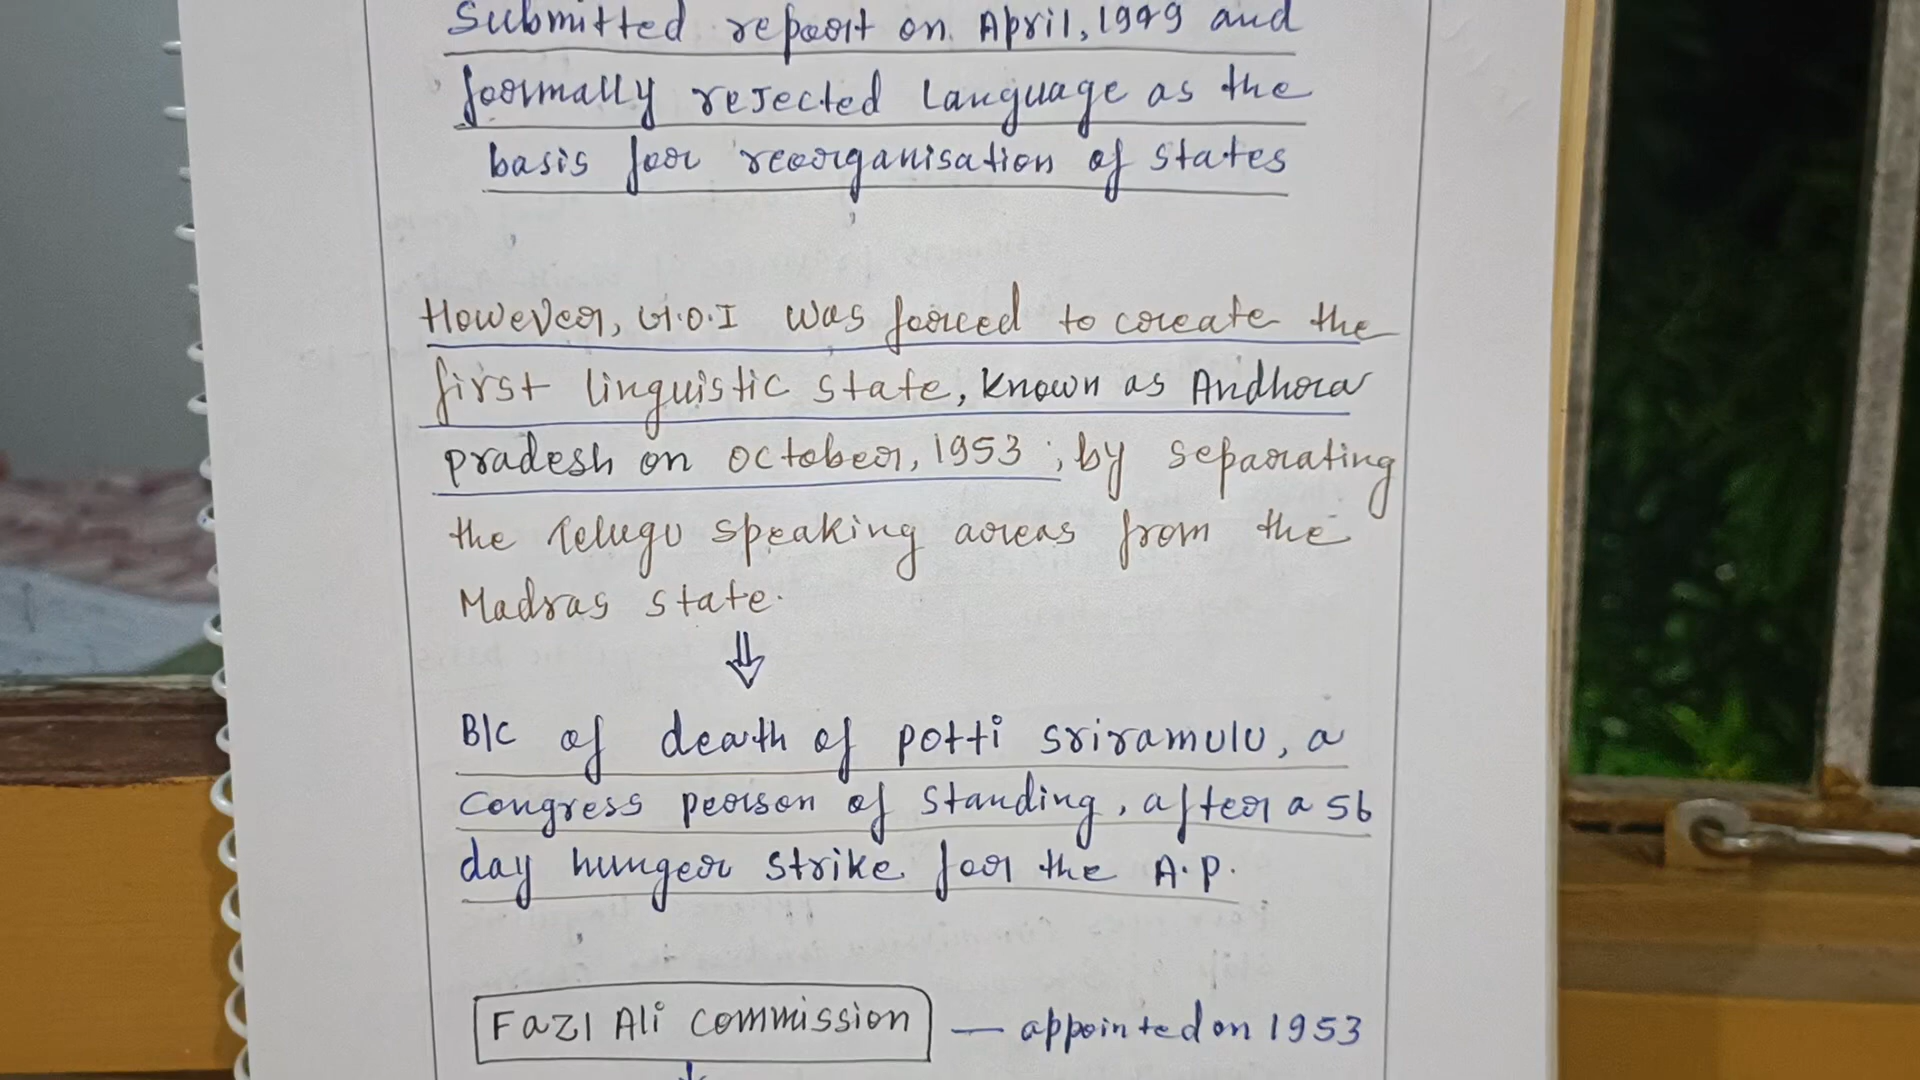 Submitted report on April, 1949 and
formally rejected language as the
basis for reorganisation of states
However, G.O.I was forced to create the
first linguistic state, known as Andhra
pradesh on October, 1953; by separating
the Telugu speaking areas from the
Madras state.
⇓
B/C of death of potti sriramulu, a
Congress person of standing, after a 56
day hunger strike for the A.P.
Fazl Ali commission — appointed on 1953